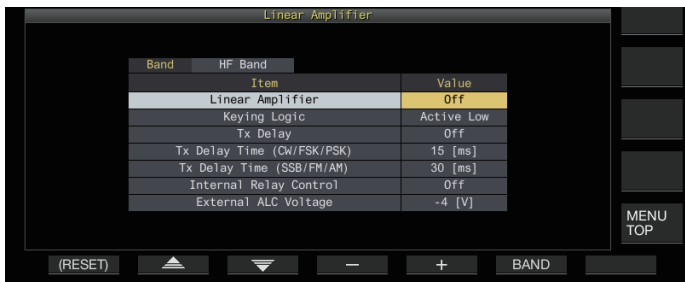 Linear Amplifier
Band HF Band
Item Value
Linear Amplifier Off
Keying Logic Active Low
Tx Delay Off
Tx Delay Time (CW/FSK/PSK) 15 [ms]
Tx Delay Time (SSB/FM/AM) 30 [ms]
Internal Relay Control Off
External ALC Voltage -4 [V]
MENU
TOP
(RESET) − + BAND